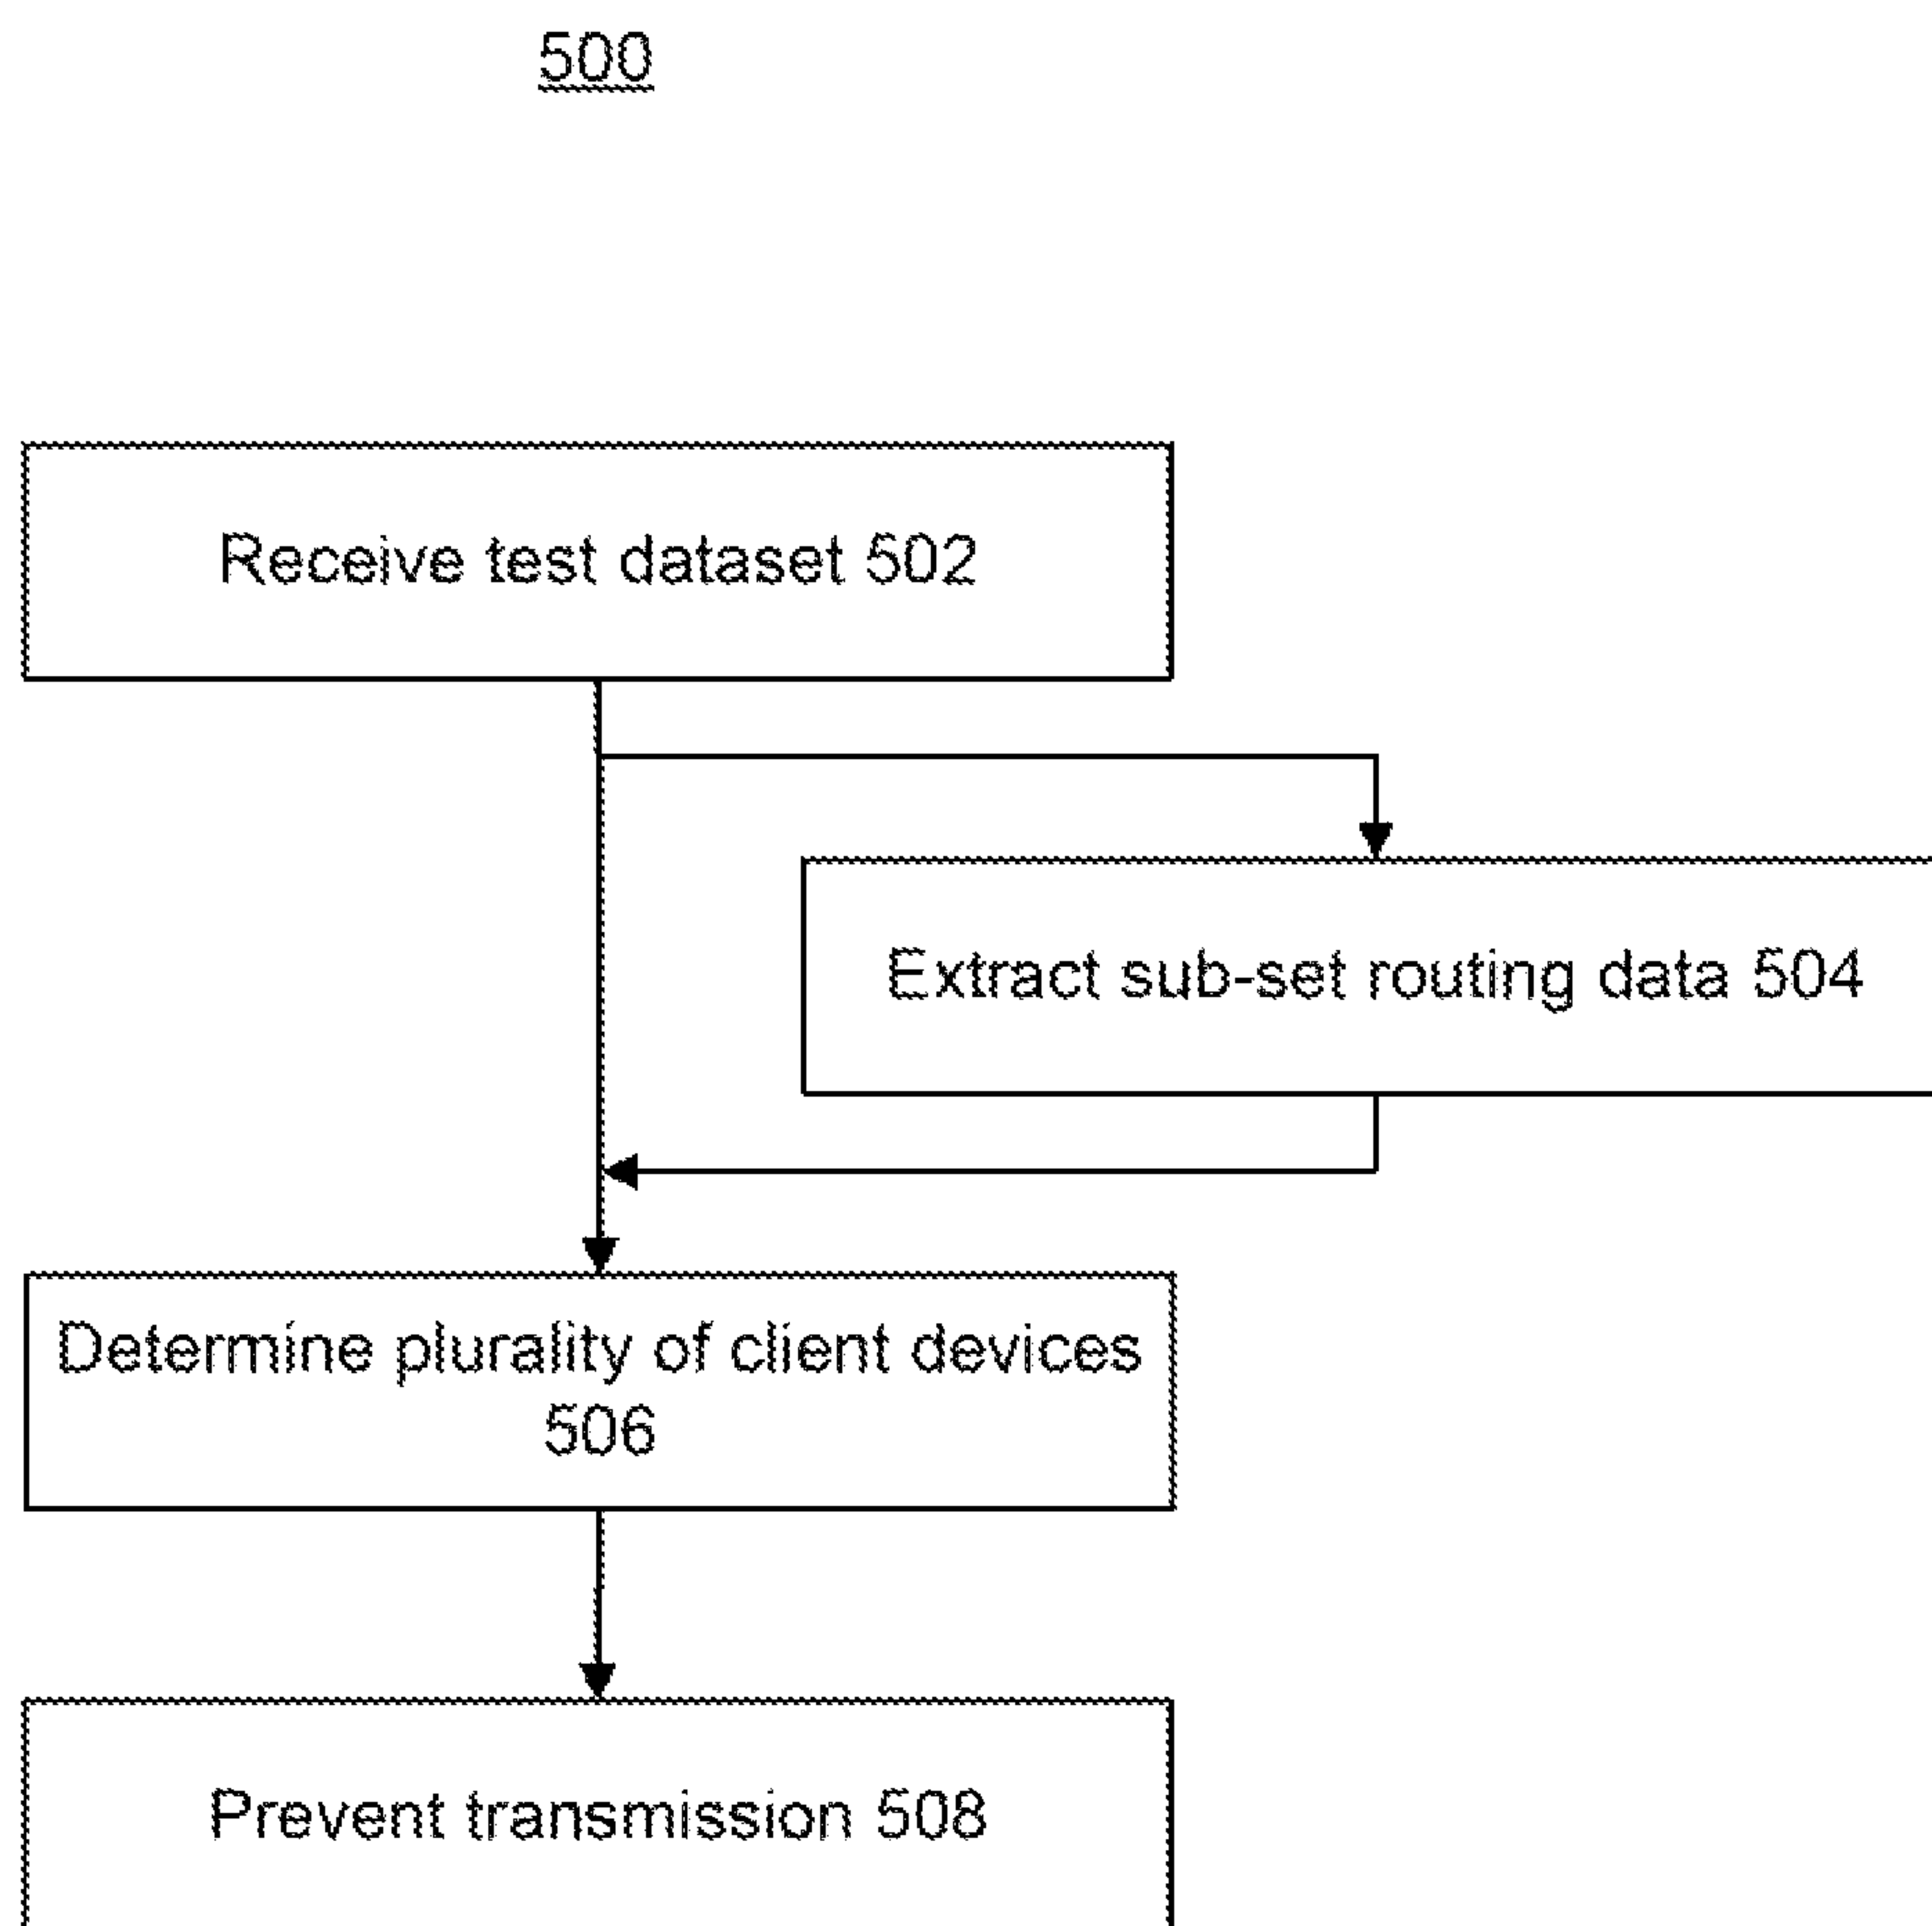 500
Receive test dataset 502
Extract sub-set routing data 504
Determine plurality of client devices
506
Prevent transmission 508